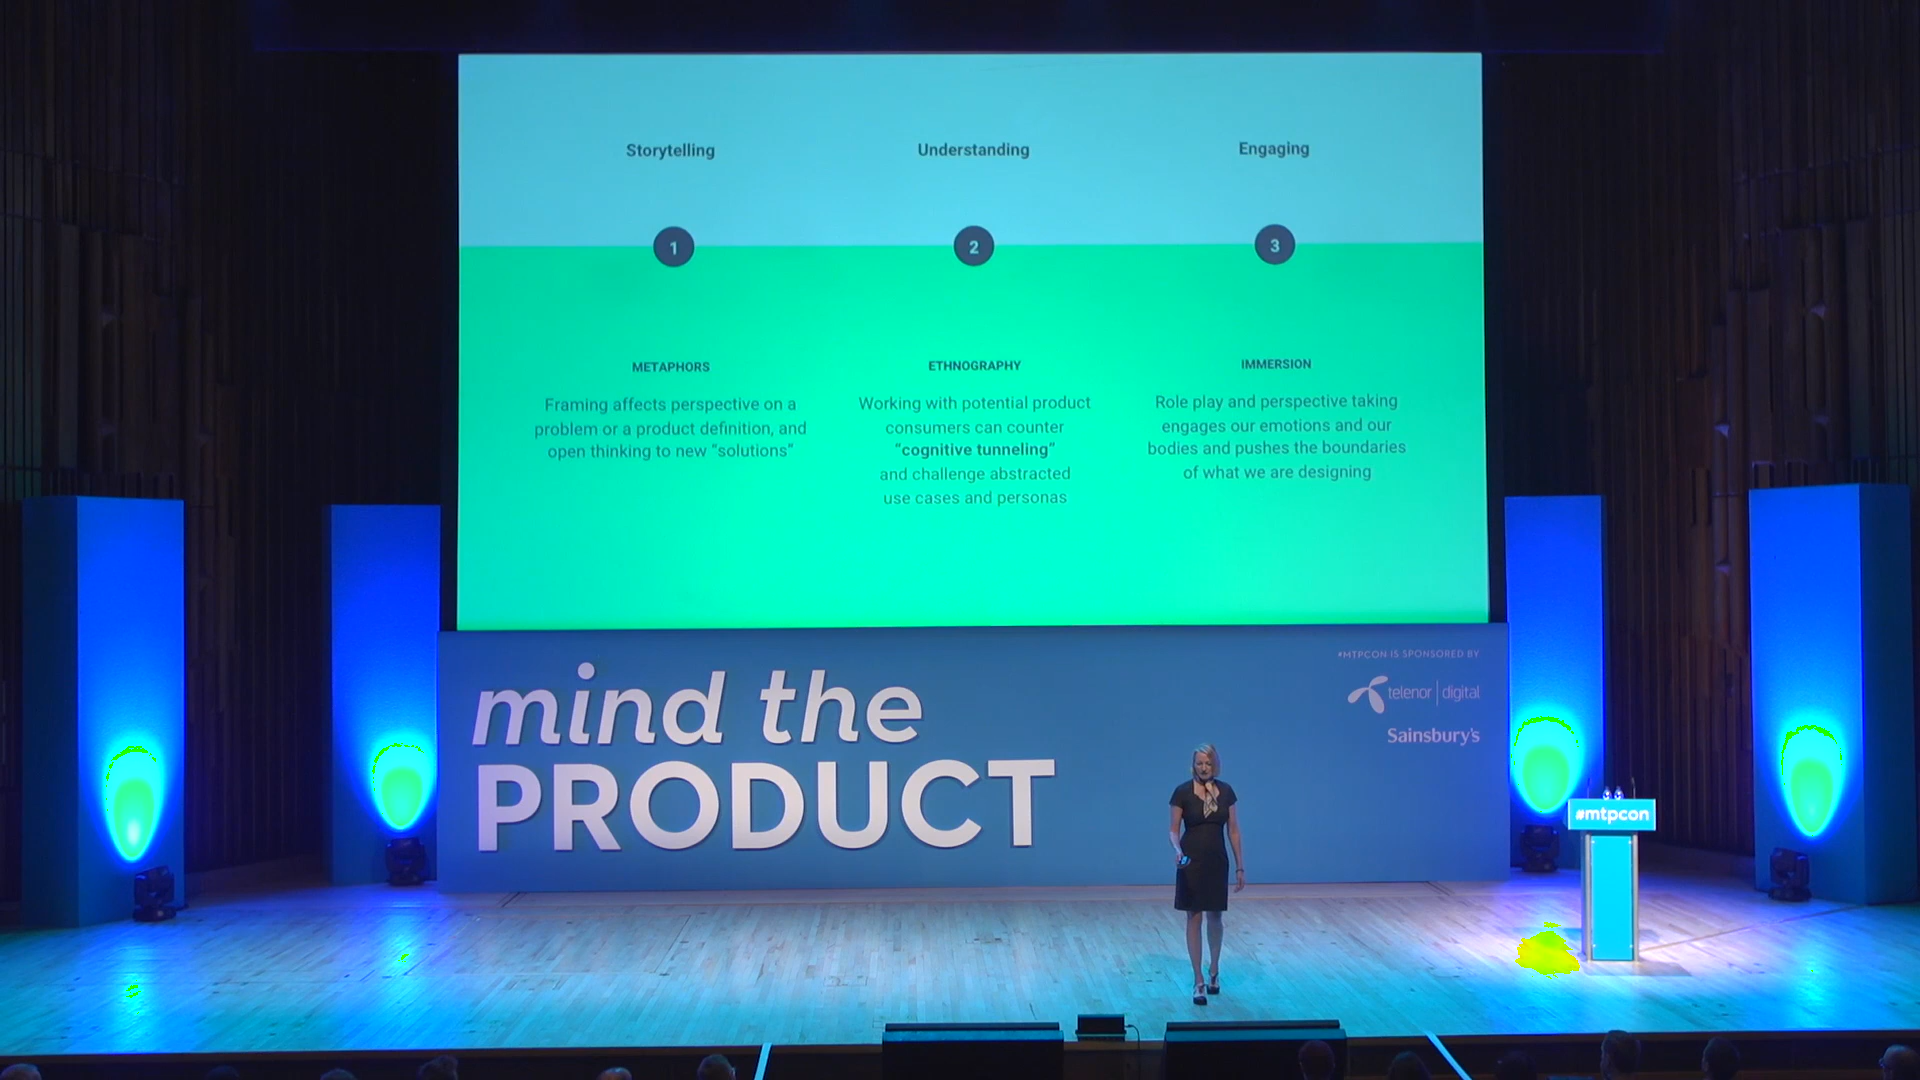 Storytelling
Understanding
Engaging
1
2
3
METAPHORS
Framing affects perspective on a
problem or a product definition, and
open thinking to new “solutions”
ETHNOGRAPHY
Working with potential product
consumers can counter
“cognitive tunneling”
and challenge abstracted
use cases and personas
IMMERSION
Role play and perspective taking
engages our emotions and our
bodies and pushes the boundaries
of what we are designing
mind the
PRODUCT
#MTPCON IS SPONSORED BY
telenor | digital
Sainsbury's
#mtpcon